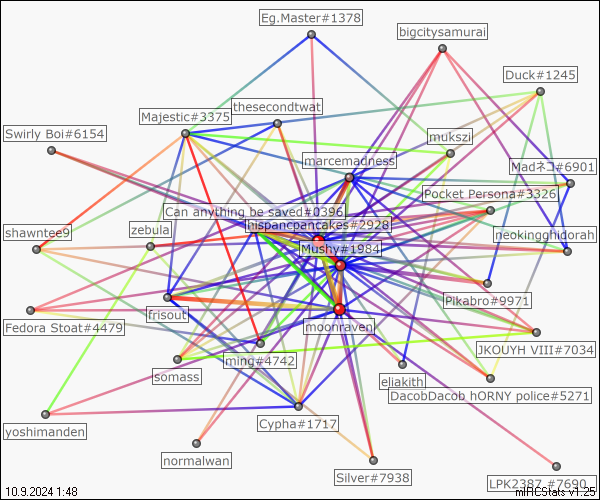 Eg.Master#1378
bigcitysamurai
Duck#1245
thesecondtwat
Majestic#3375
Swirly Boi#6154
mukszi
marcemadness
Madネコ#6901
Pocket Persona#3326
Can anything be saved#0396
hispancpancakes#2928
zebula
shawntee9
neokingghidorah
Mushy#1984
Pikabro#9971
frisout
moonraven
Fedora Stoat#4479
JKOUYH VIII#7034
ming#4742
somass
eliakith
DacobDacob hORNY police#5271
Cypha#1717
yoshimanden
normalwan
Silver#7938
LPK2387_#7690
10.9.2024 1:48
mIRCStats v1.25